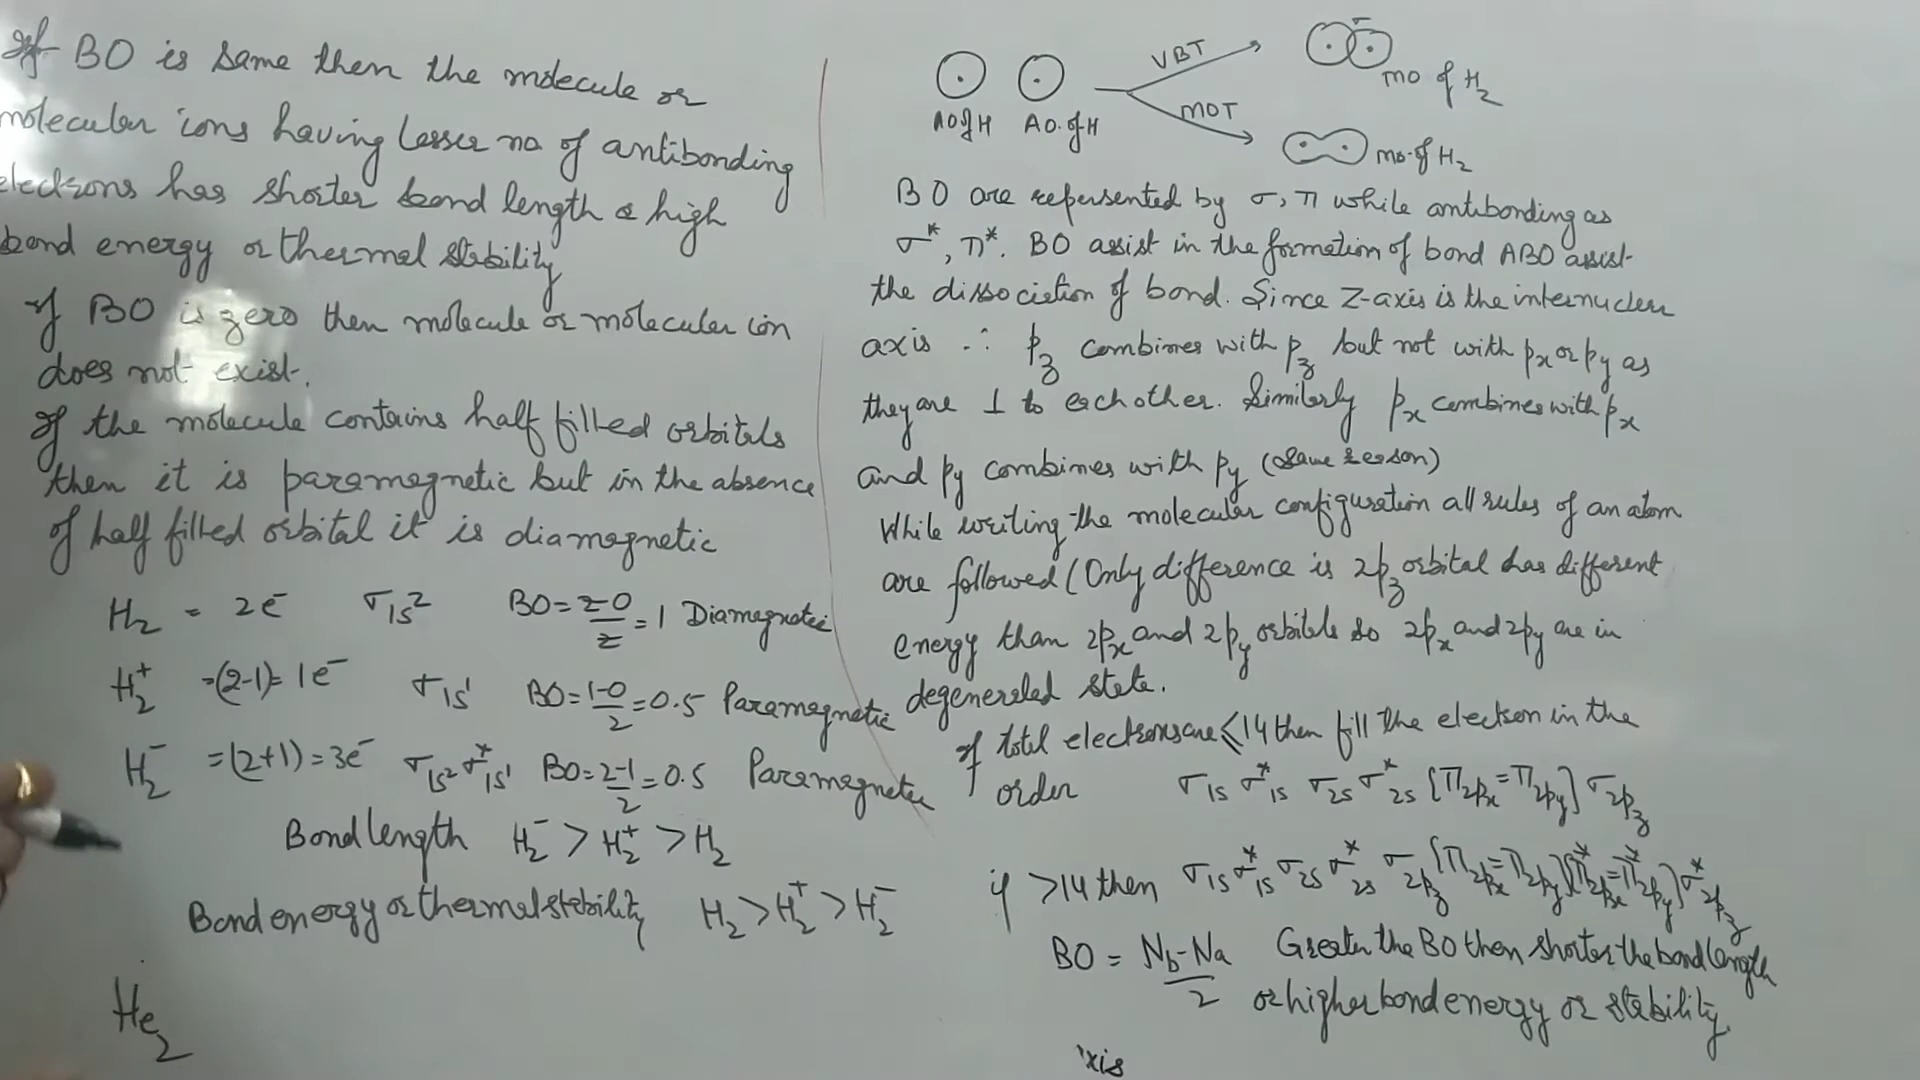 If BO is same then the molecule or
molecular ions having lesser no of antibonding
electrons has shorter bond length & high
bond energy or thermal stability
If BO is zero then molecule or molecular ion
does not exist.
If the molecule contains half filled orbitals
then it is paramagnetic but in the absence
of half filled orbital it is diamagnetic
H₂ = 2e⁻ σ1s² BO = 2-0/2 = 1 Diamagnetic
H₂⁺ = (2-1) = 1e⁻ σ1s¹ BO = 1-0/2 = 0.5 Paramagnetic
H₂⁻ = (2+1) = 3e⁻ σ1s² σ*1s¹ BO = 2-1/2 = 0.5 Paramagnetic
Bond length H₂⁻ > H₂⁺ > H₂
Bond energy or thermal stability H₂ > H₂⁺ > H₂⁻
He₂
VBT
σ
MO of H₂
AO of H A O. of H
MOT
mo. of H₂
BO are repersented by σ, π while antibonding as
σ*, π*. BO assist in the formation of bond ABO assist
the dissociation of bond. Since Z-axis is the internuclear
axis ∴ pz combines with pz but not with px or py as
they are ⊥ to each other. Similarly px combines with px
and py combines with py (same reason)
While writing the molecular configuration all rules of an atom
are followed (Only difference is 2pz orbital has different
energy than 2px and 2py orbitals so 2px and 2py are in
degenerated state.
If total electrons are ≤14 then fill the electron in the
order σ1s σ*1s σ2s σ*2s [π2px = π2py] σ2pz
if >14 then σ1s σ*1s σ2s σ*2s σ2pz [π2px = π2py] [π*2px = π*2py] σ*2pz
BO = Nb-Na/2 Greater the BO then shorter the bond length
or higher bond energy or stability.
xis